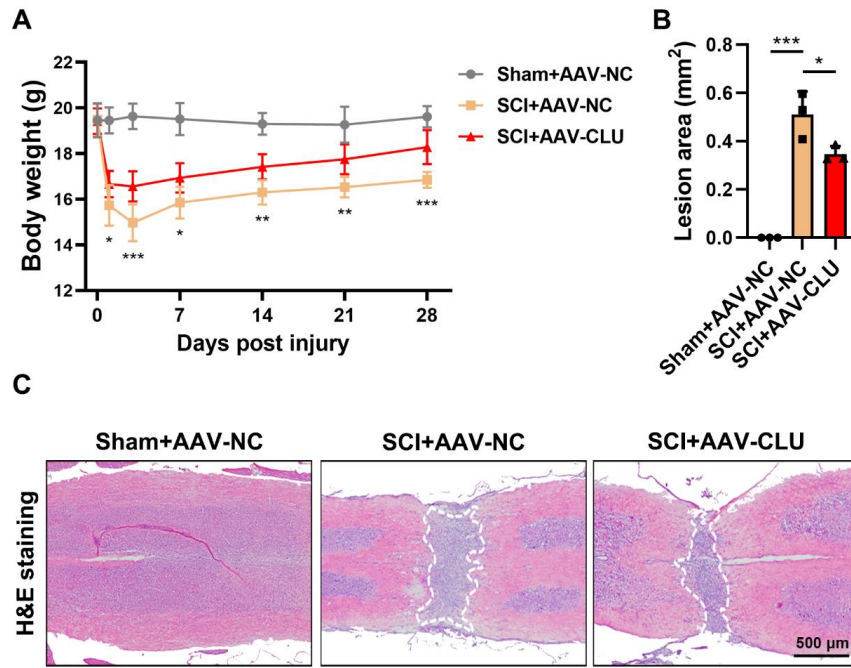 A
Body weight (g)
22
20
18
16
14
12
0
7
14
21
28
Days post injury
*
***
*
**
**
***
Sham+AAV-NC
SCI+AAV-NC
SCI+AAV-CLU
B
Lesion area (mm²)
0.8
0.6
0.4
0.2
0.0
***
*
Sham+AAV-NC
SCI+AAV-NC
SCI+AAV-CLU
C
Sham+AAV-NC
SCI+AAV-NC
SCI+AAV-CLU
H&E staining
500 μm